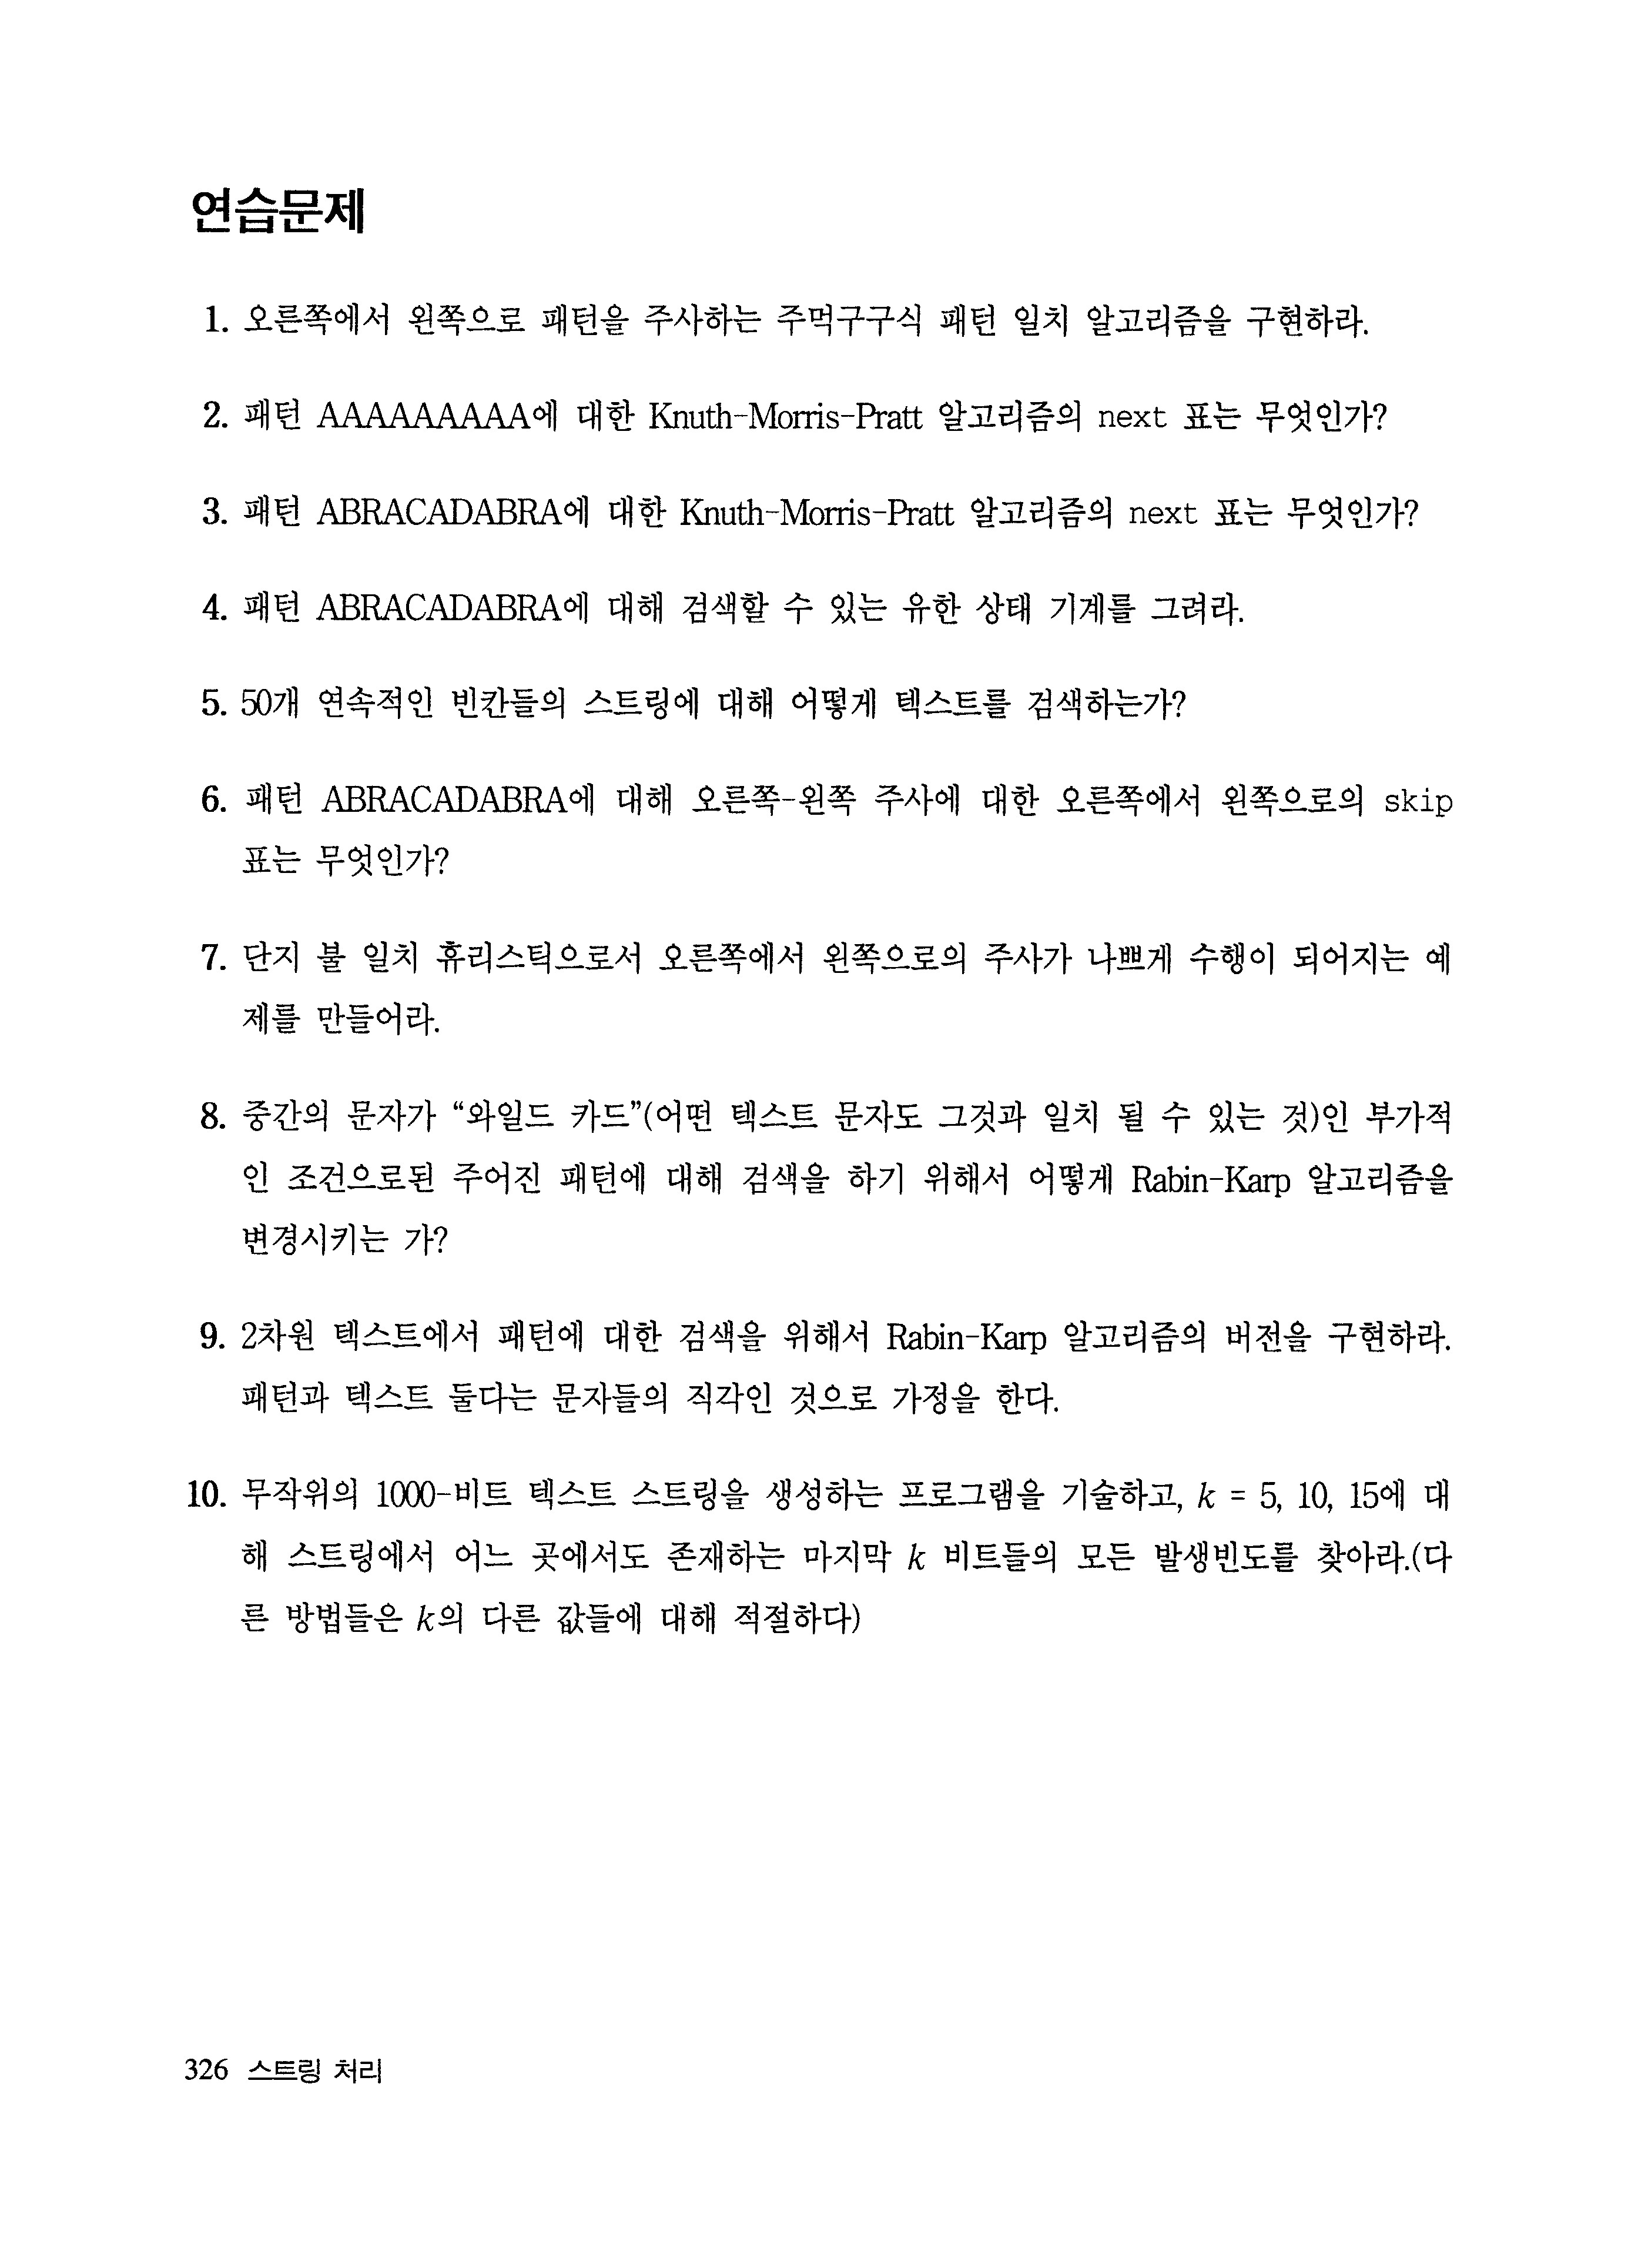 연습문제
1. 오른쪽에서 왼쪽으로 패턴을 주사하는 주먹구구식 패턴 일치 알고리즘을 구현하라.
2. 패턴 AAAAAAAAA에 대한 Knuth-Morris-Pratt 알고리즘의 next 표는 무엇인가?
3. 패턴 ABRACADABRA에 대한 Knuth-Morris-Pratt 알고리즘의 next 표는 무엇인가?
4. 패턴 ABRACADABRA에 대해 검색할 수 있는 유한 상태 기계를 그려라.
5. 50개 연속적인 빈칸들의 스트링에 대해 어떻게 텍스트를 검색하는가?
6. 패턴 ABRACADABRA에 대해 오른쪽-왼쪽 주사에 대한 오른쪽에서 왼쪽으로의 skip
표는 무엇인가?
7. 단지 불 일치 휴리스틱으로서 오른쪽에서 왼쪽으로의 주사가 나쁘게 수행이 되어지는 예
제를 만들어라.
8. 중간의 문자가 “와일드 카드”(어떤 텍스트 문자도 그것과 일치 될 수 있는 것)인 부가적
인 조건으로된 주어진 패턴에 대해 검색을 하기 위해서 어떻게 Rabin-Karp 알고리즘을
변경시키는 가?
9. 2차원 텍스트에서 패턴에 대한 검색을 위해서 Rabin-Karp 알고리즘의 버전을 구현하라.
패턴과 텍스트 둘다는 문자들의 직각인 것으로 가정을 한다.
10. 무작위의 1000-비트 텍스트 스트링을 생성하는 프로그램을 기술하고, k = 5, 10, 15에 대
해 스트링에서 어느 곳에서도 존재하는 마지막 k 비트들의 모든 발생빈도를 찾아라.(다
른 방법들은 k의 다른 값들에 대해 적절하다)
326 스트링 처리